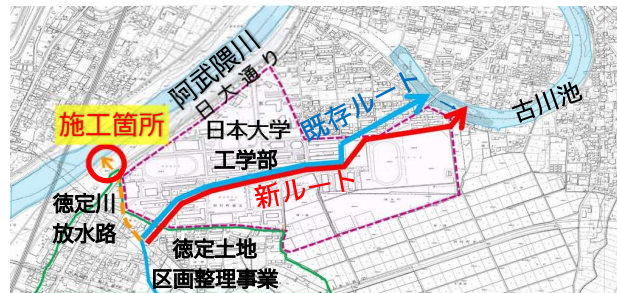 阿武隈川
日大通り
古川池
既存ルート
施工箇所
日本大学
工学部
新ルート
徳定川
放水路
徳定土地
区画整理事業